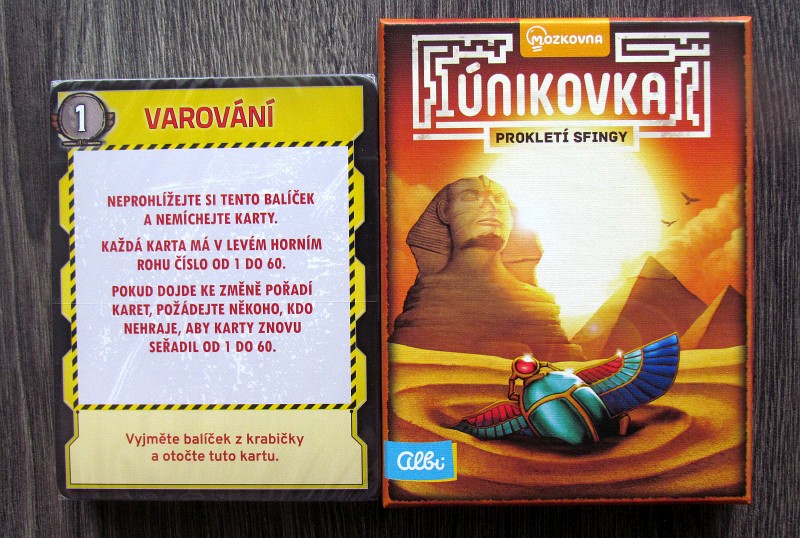 1
VAROVÁNÍ
NEPROHLÍŽEJTE SI TENTO BALÍČEK
A NEMÍCHEJTE KARTY.
KAŽDÁ KARTA MÁ V LEVÉM HORNÍM
ROHU ČÍSLO OD 1 DO 60.
POKUD DOJDE KE ZMĚNĚ POŘADÍ
KARET, POŽÁDEJTE NĚKOHO, KDO
NEHRAJE, ABY KARTY ZNOVU
SEŘADIL OD 1 DO 60.
Vyjměte balíček z krabičky
a otočte tuto kartu.
MOZKOVNA
ÚNIKOVKA
PROKLETÍ SFINGY
Albi